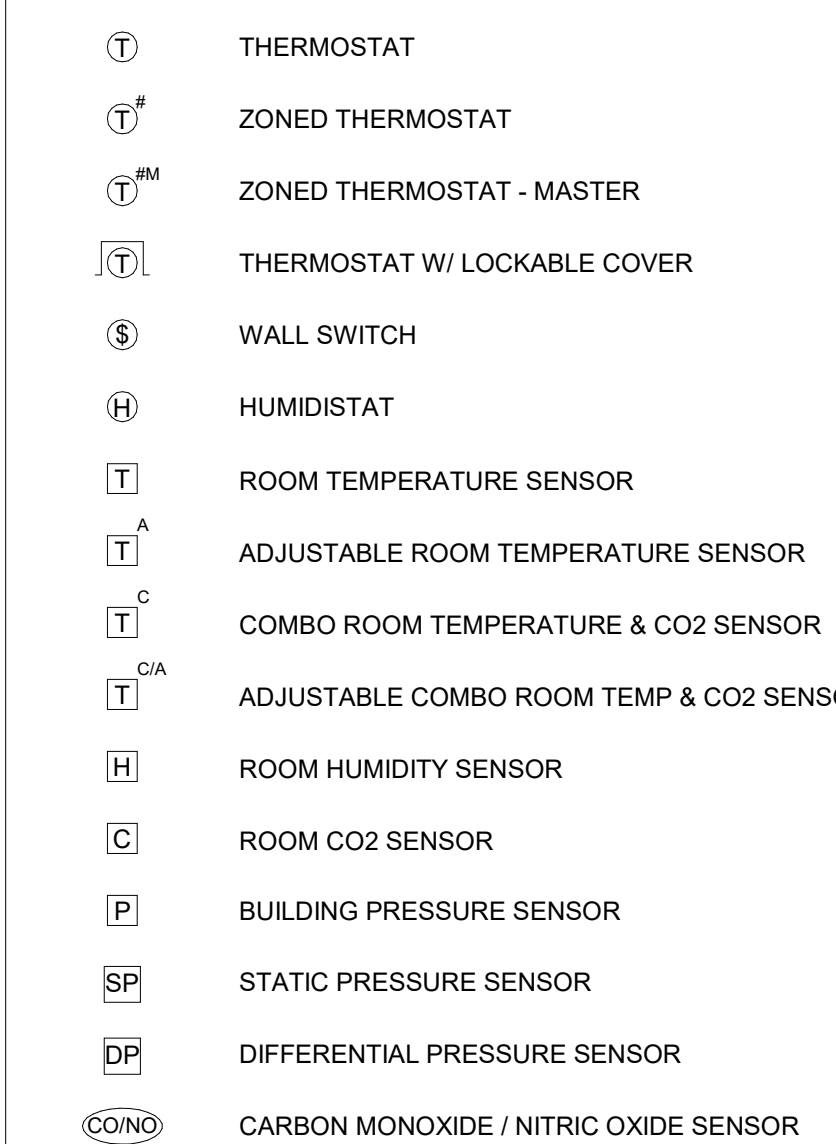 T THERMOSTAT
T# ZONED THERMOSTAT
T#M ZONED THERMOSTAT - MASTER
T THERMOSTAT W/ LOCKABLE COVER
$ WALL SWITCH
H HUMIDISTAT
T ROOM TEMPERATURE SENSOR
T A ADJUSTABLE ROOM TEMPERATURE SENSOR
T C COMBO ROOM TEMPERATURE & CO2 SENSOR
T C/A ADJUSTABLE COMBO ROOM TEMP & CO2
H ROOM HUMIDITY SENSOR
C ROOM CO2 SENSOR
P BUILDING PRESSURE SENSOR
SP STATIC PRESSURE SENSOR
DP DIFFERENTIAL PRESSURE SENSOR
CO/NO CARBON MONOXIDE / NITRIC OXIDE SENSOR